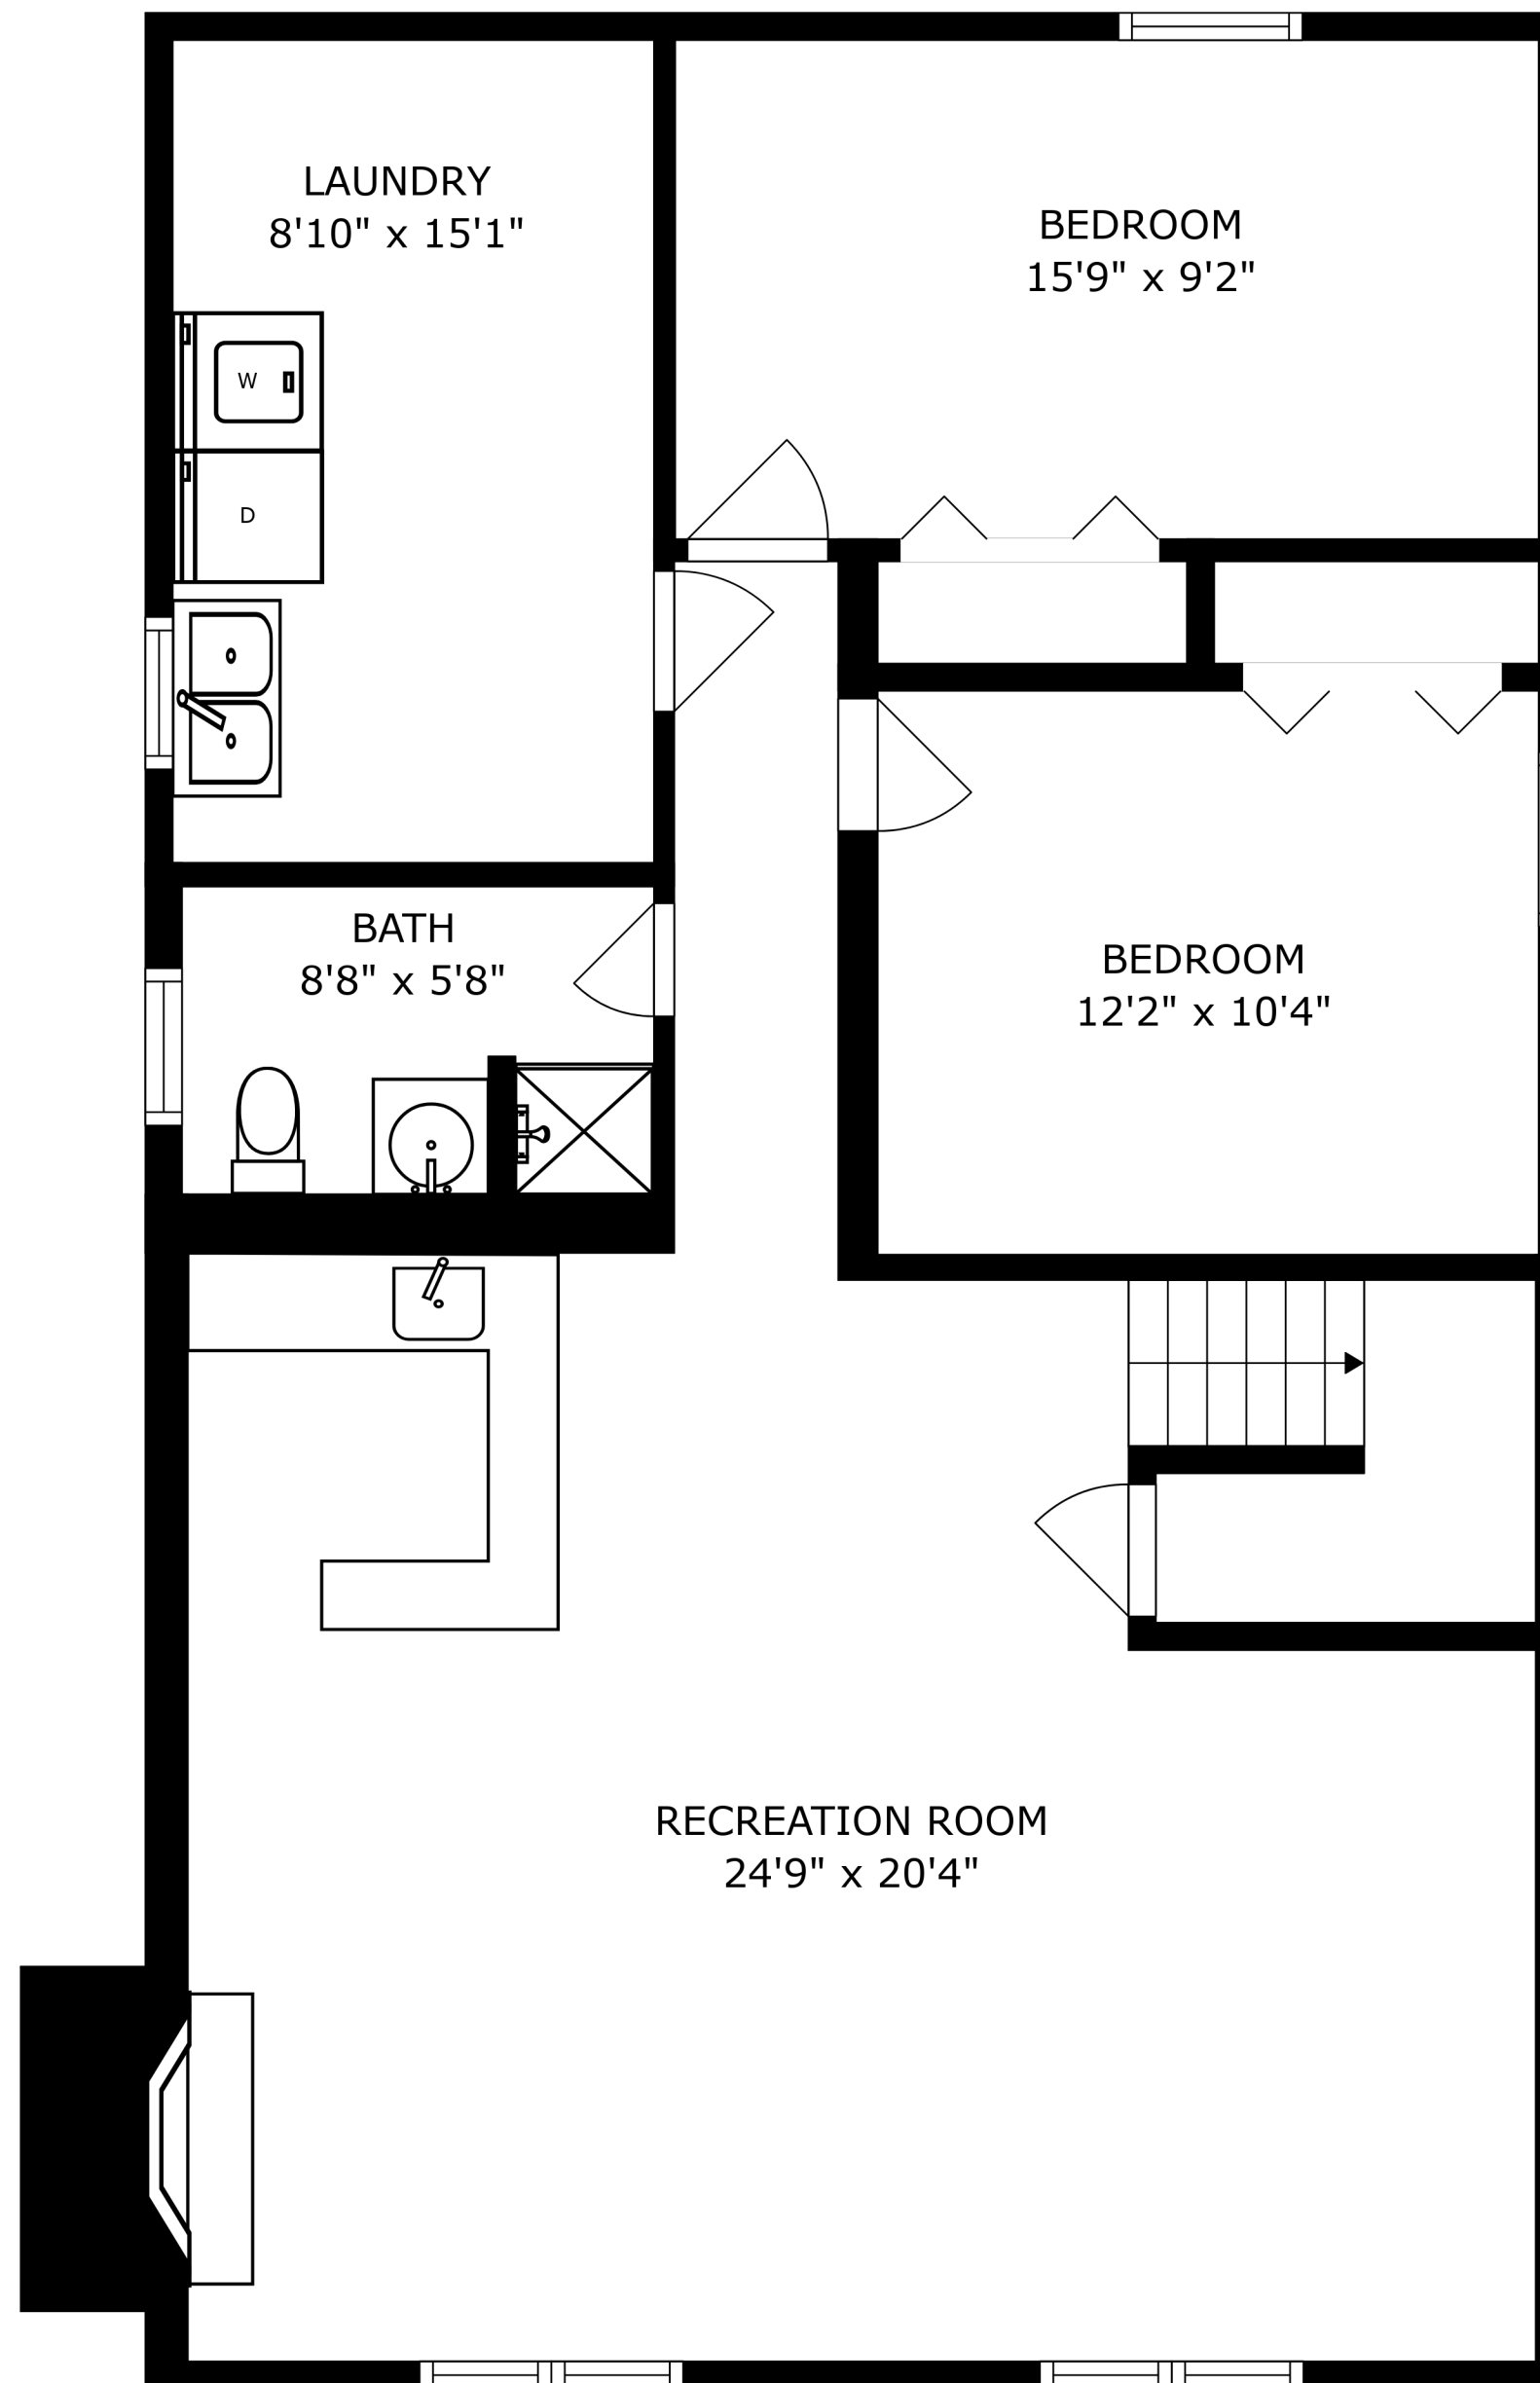 LAUNDRY
8'10" x 15'1"
BEDROOM
15'9" x 9'2"
W
D
BATH
8'8" x 5'8"
BEDROOM
12'2" x 10'4"
RECREATION ROOM
24'9" x 20'4"